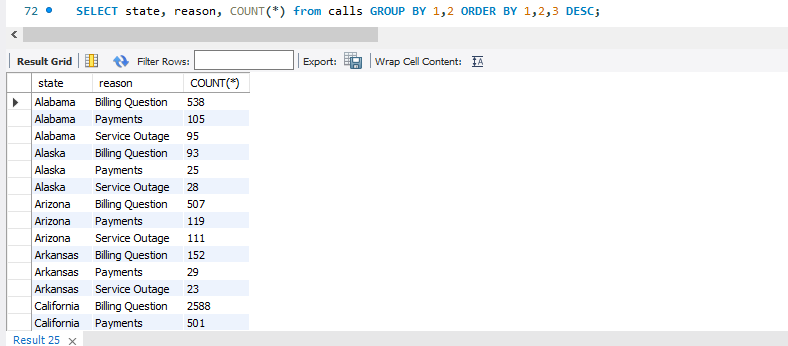 72 SELECT state, reason, COUNT(*) from calls GROUP BY 1,2 ORDER BY 1,2,3 DESC;
Result Grid Filter Rows: Export: Wrap Cell Content: IA
state reason COUNT(*)
Alabama Billing Question 538
Alabama Payments 105
Alabama Service Outage 95
Alaska Billing Question 93
Alaska Payments 25
Alaska Service Outage 28
Arizona Billing Question 507
Arizona Payments 119
Arizona Service Outage 111
Arkansas Billing Question 152
Arkansas Payments 29
Arkansas Service Outage 23
California Billing Question 2588
California Payments 501
Result 25 ×